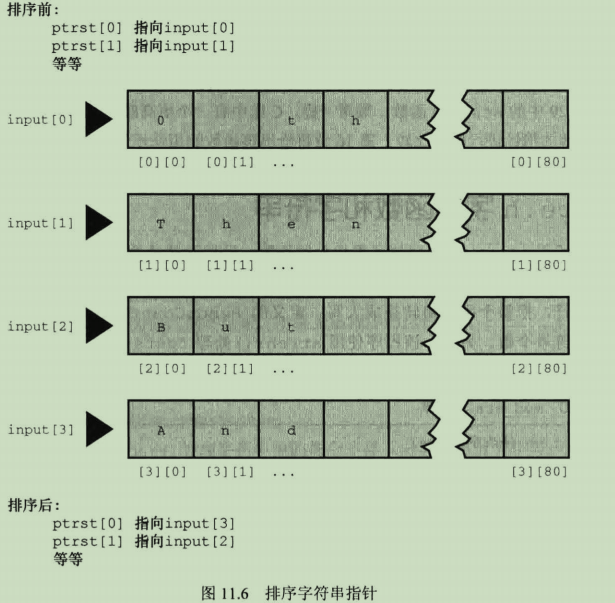 排序前:
ptrst[0] 指向input[0]
ptrst[1] 指向input[1]
等等
input[0] 0 t h
[0][0] [0][1] ... [0][80]
input[1] T h e n
[1][0] [1][1] ... [1][80]
input[2] B u t
[2][0] [2][1] ... [2][80]
input[3] A n d
[3][0] [3][1] ... [3][80]
排序后:
ptrst[0] 指向input[3]
ptrst[1] 指向input[2]
等等
图 11.6 排序字符串指针